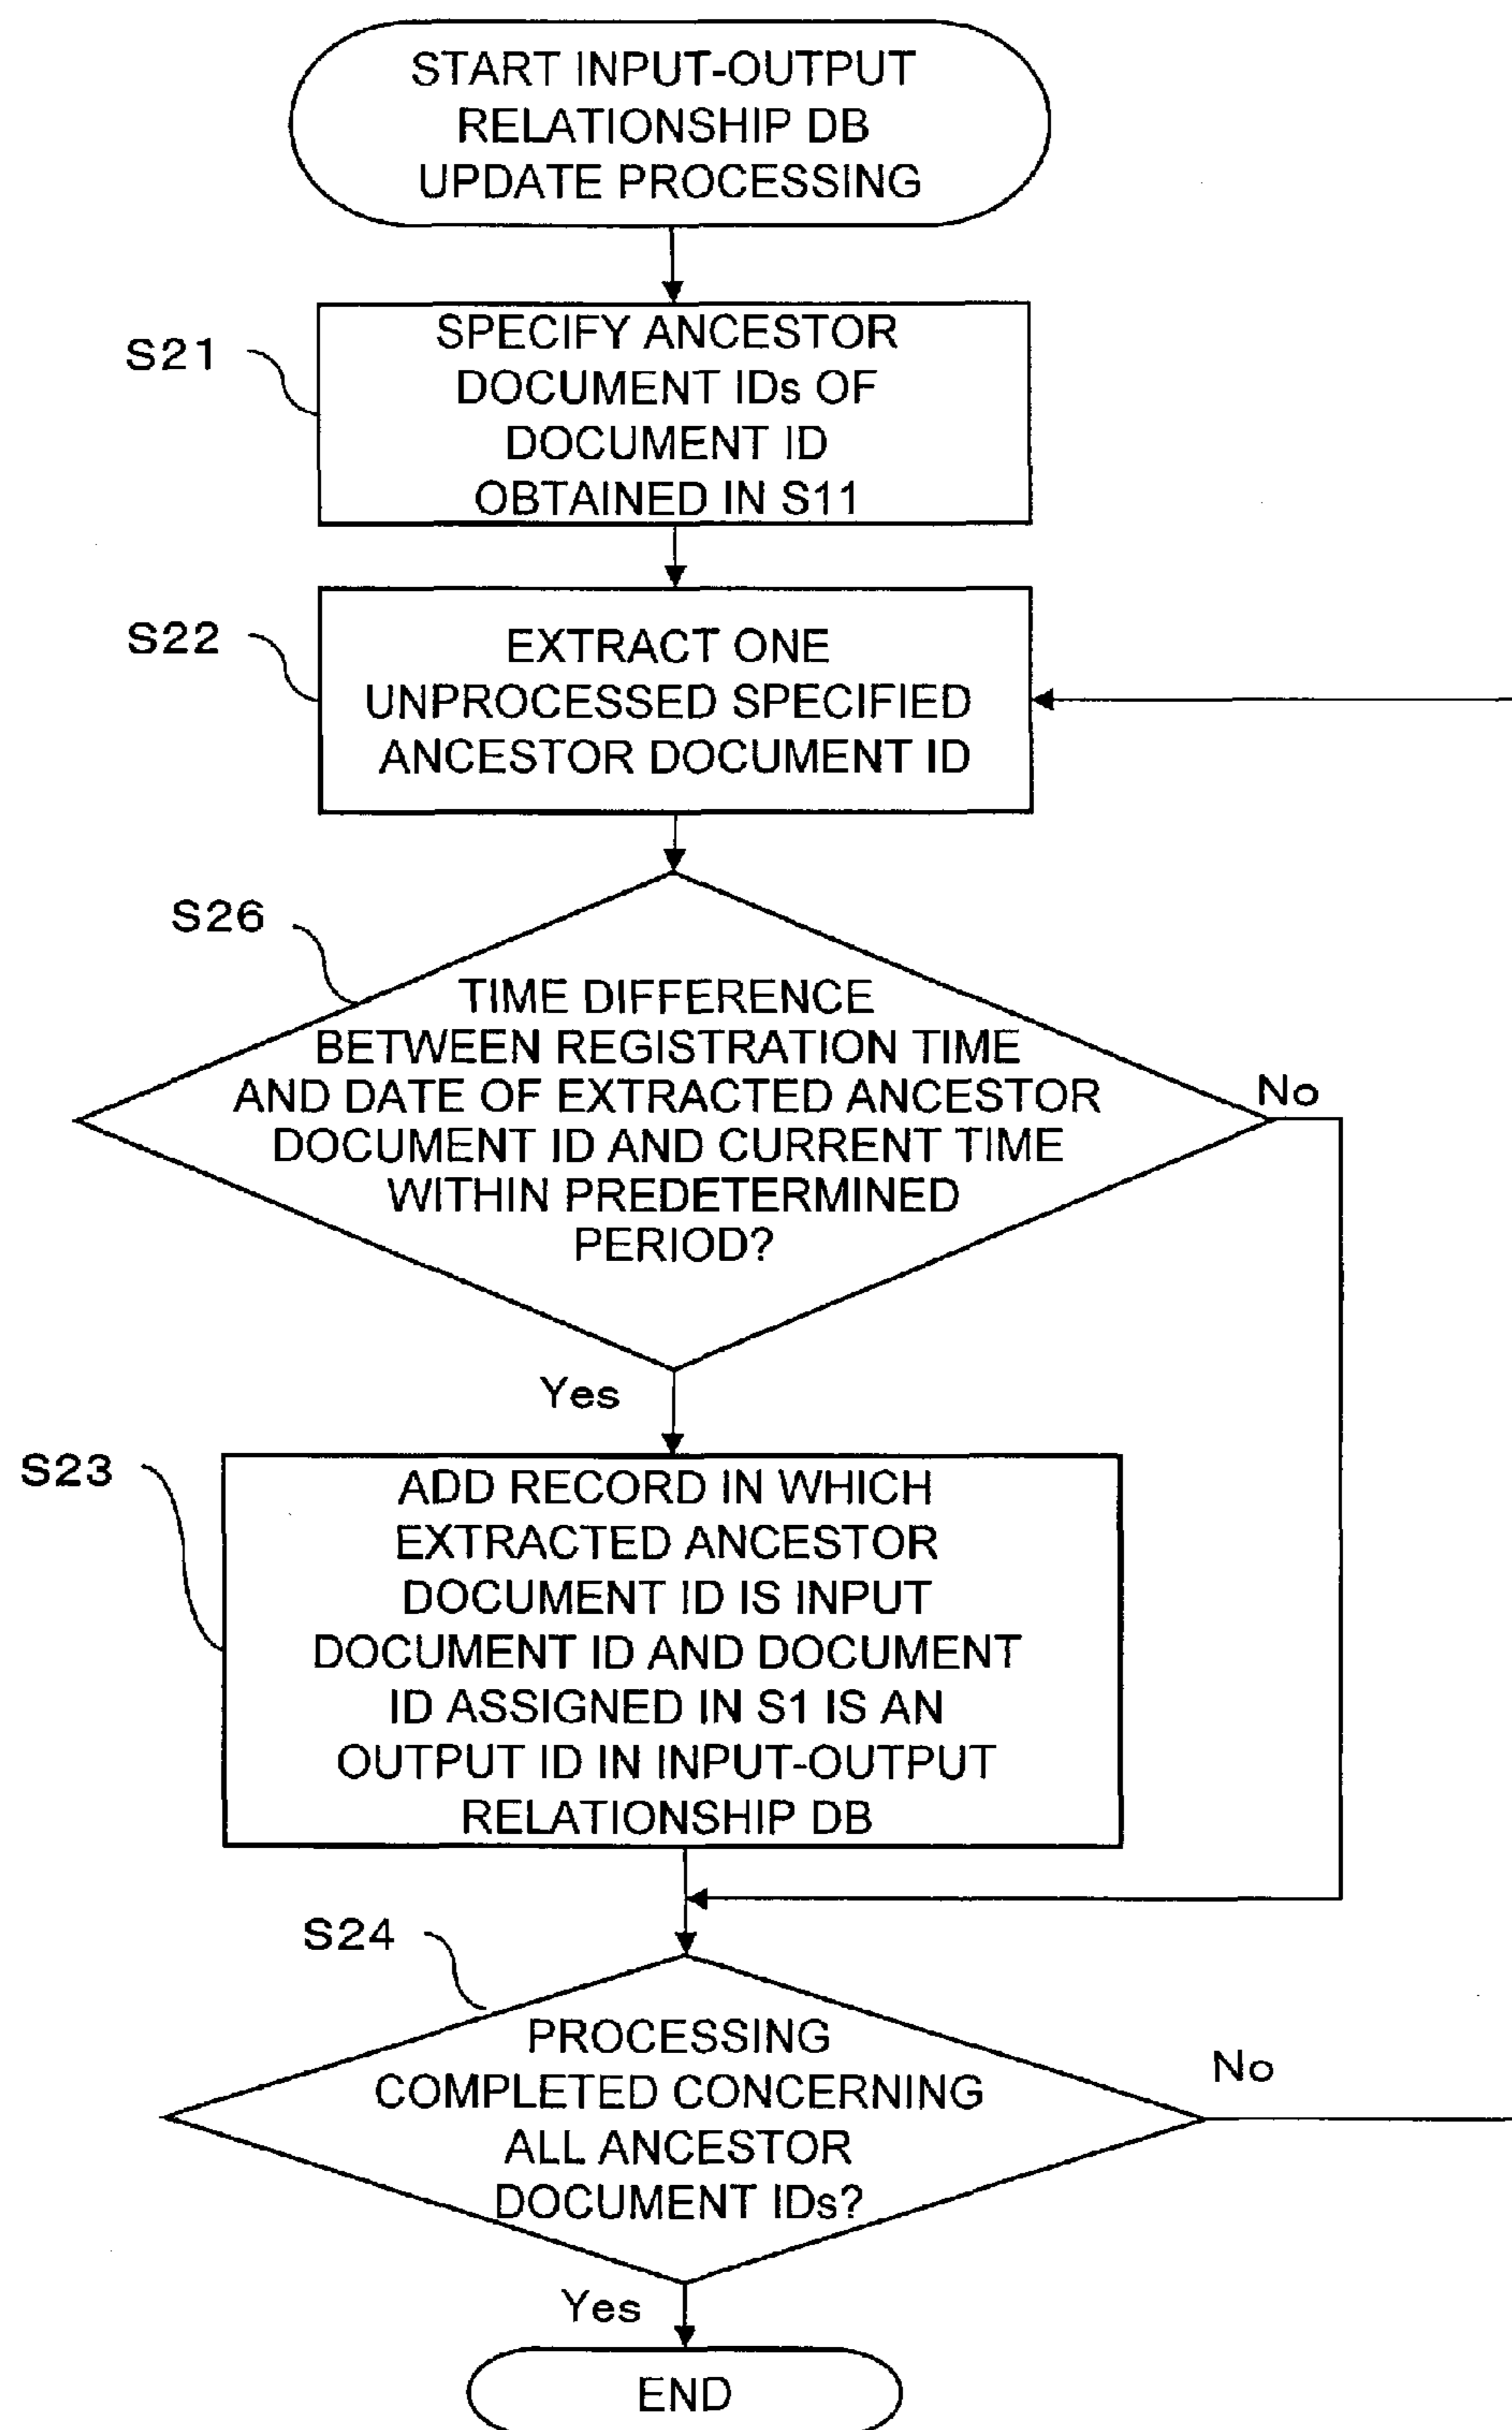 START INPUT-OUTPUT
RELATIONSHIP DB
UPDATE PROCESSING
S21
SPECIFY ANCESTOR
DOCUMENT IDs OF
DOCUMENT ID
OBTAINED IN S11
S22
EXTRACT ONE
UNPROCESSED SPECIFIED
ANCESTOR DOCUMENT ID
S26
TIME DIFFERENCE
BETWEEN REGISTRATION TIME
AND DATE OF EXTRACTED ANCESTOR
DOCUMENT ID AND CURRENT TIME
WITHIN PREDETERMINED
PERIOD?
No
Yes
S23
ADD RECORD IN WHICH
EXTRACTED ANCESTOR
DOCUMENT ID IS INPUT
DOCUMENT ID AND DOCUMENT
ID ASSIGNED IN S1 IS AN
OUTPUT ID IN INPUT-OUTPUT
RELATIONSHIP DB
S24
PROCESSING
COMPLETED CONCERNING
ALL ANCESTOR
DOCUMENT IDs?
No
Yes
END